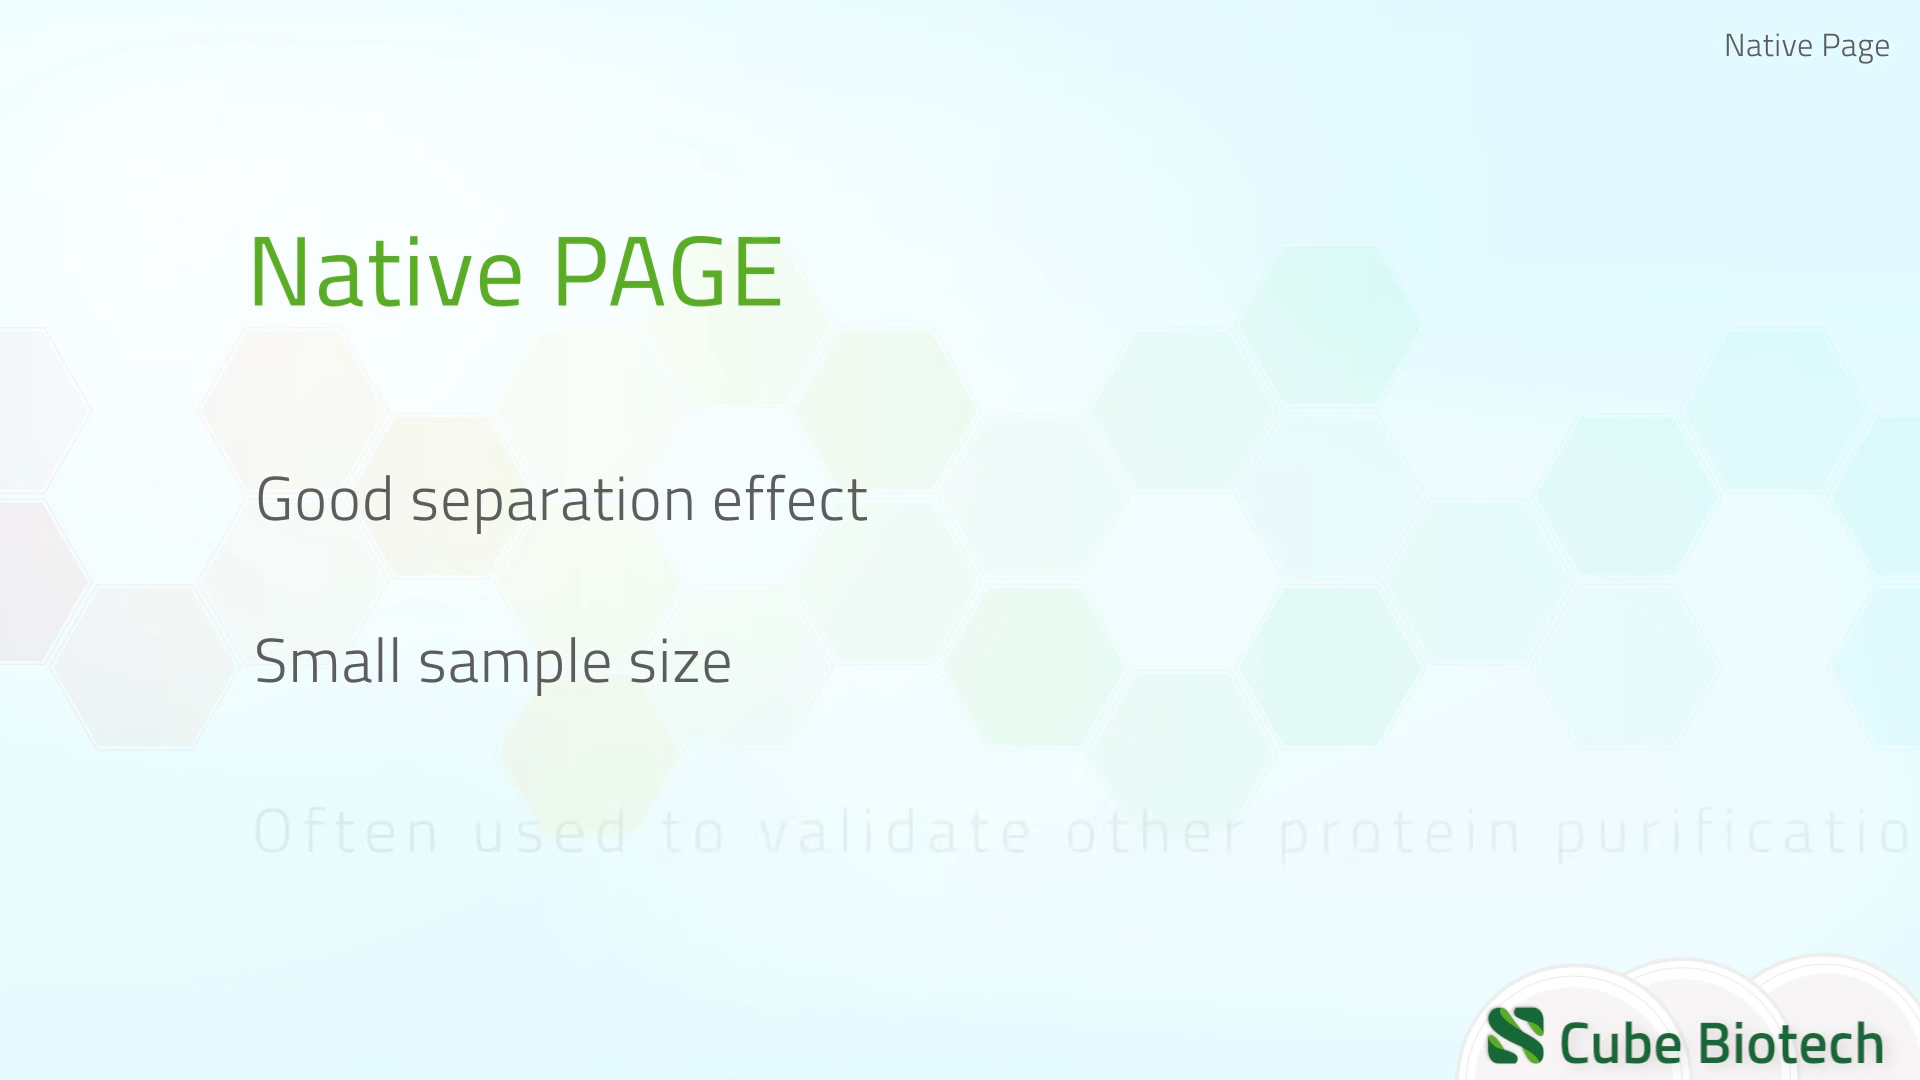 Native Page
Native PAGE
Good separation effect
Small sample size
Often used to validate other protein purificatio
Cube Biotech